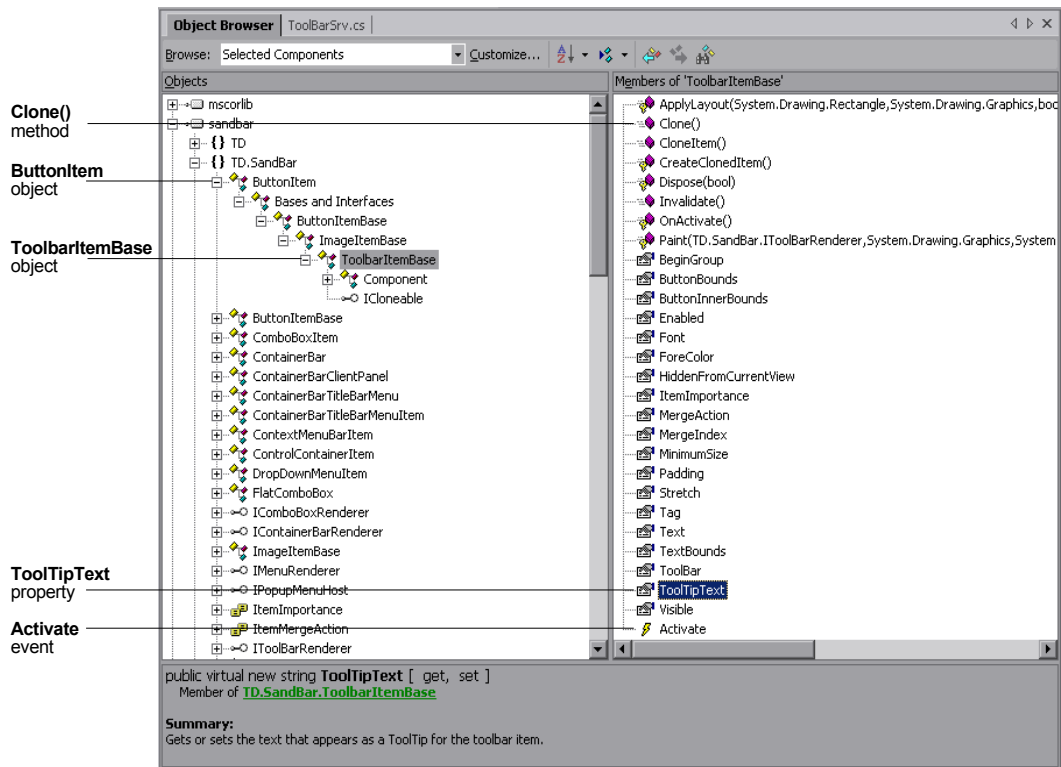 Object Browser
ToolBarSrv.cs
Browse: Selected Components
Customize...
Objects
Members of 'ToolbarItemBase'
Clone()
method
ButtonItem
object
ToolbarItemBase
object
ToolTipText
property
Activate
event
mscorlib
sandbar
{} TD
{} TD.SandBar
ButtonItem
Bases and Interfaces
ButtonItemBase
ImageItemBase
ToolbarItemBase
Component
ICloneable
ButtonItemBase
ComboBoxItem
ContainerBar
ContainerBarClientPanel
ContainerBarTitleBarMenu
ContainerBarTitleBarMenuItem
ContextMenuBarItem
ControlContainerItem
DropDownMenuItem
FlatComboBox
IComboBoxRenderer
IContainerBarRenderer
ImageItemBase
IMenuRenderer
IPopupMenuHost
ItemImportance
ItemMergeAction
IToolBarRenderer
ApplyLayout(System.Drawing.Rectangle,System.Drawing.Graphics,boo
Clone()
CloneItem()
CreateClonedItem()
Dispose(bool)
Invalidate()
OnActivate()
Paint(TD.SandBar.IToolBarRenderer,System.Drawing.Graphics,System
BeginGroup
ButtonBounds
ButtonInnerBounds
Enabled
Font
ForeColor
HiddenFromCurrentView
ItemImportance
MergeAction
MergeIndex
MinimumSize
Padding
Stretch
Tag
Text
TextBounds
ToolBar
ToolTipText
Visible
Activate
public virtual new string ToolTipText [ get, set ]
Member of TD.SandBar.ToolbarItemBase
Summary:
Gets or sets the text that appears as a ToolTip for the toolbar item.